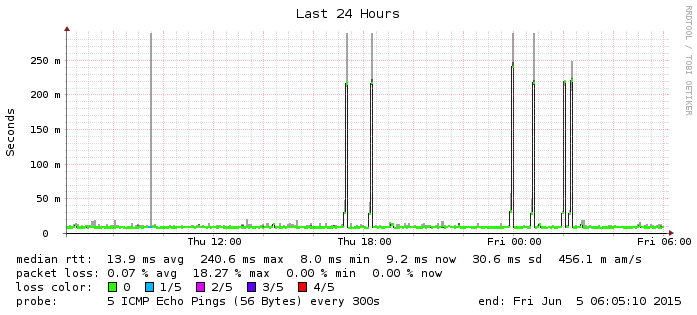 Last 24 Hours
RRDTOOL / TOBI OETIKER
Seconds
250 m
200 m
150 m
100 m
50 m
0
Thu 12:00 Thu 18:00 Fri 00:00 Fri 06:00
median rtt: 13.9 ms avg 240.6 ms max 8.0 ms min 9.2 ms now 30.6 ms sd 456.1 m am/s
packet loss: 0.07 % avg 18.27 % max 0.00 % min 0.00 % now
loss color: 0 1/5 2/5 3/5 4/5
probe: 5 ICMP Echo Pings (56 Bytes) every 300s end: Fri Jun 5 06:05:10 2015